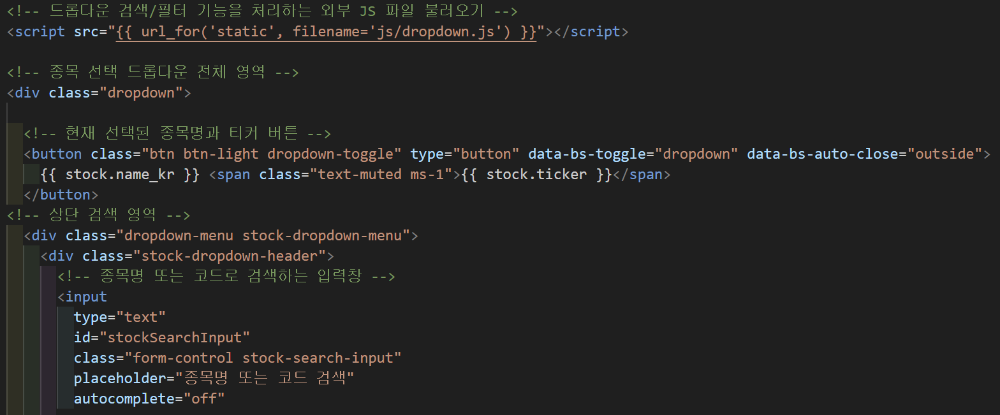 <!-- 드롭다운 검색/필터 기능을 처리하는 외부 JS 파일 불러오기 -->
<script src="{{ url_for('static', filename='js/dropdown.js') }}"></script>
<!-- 종목 선택 드롭다운 전체 영역 -->
<div class="dropdown">
<!-- 현재 선택된 종목명과 티커 버튼 -->
<button class="btn btn-light dropdown-toggle" type="button" data-bs-toggle="dropdown" data-bs-auto-close="outside">
{{ stock.name_kr }} <span class="text-muted ms-1">{{ stock.ticker }}</span>
</button>
<!-- 상단 검색 영역 -->
<div class="dropdown-menu stock-dropdown-menu">
<div class="stock-dropdown-header">
<!-- 종목명 또는 코드로 검색하는 입력창 -->
<input
type="text"
id="stockSearchInput"
class="form-control stock-search-input"
placeholder="종목명 또는 코드 검색"
autocomplete="off"